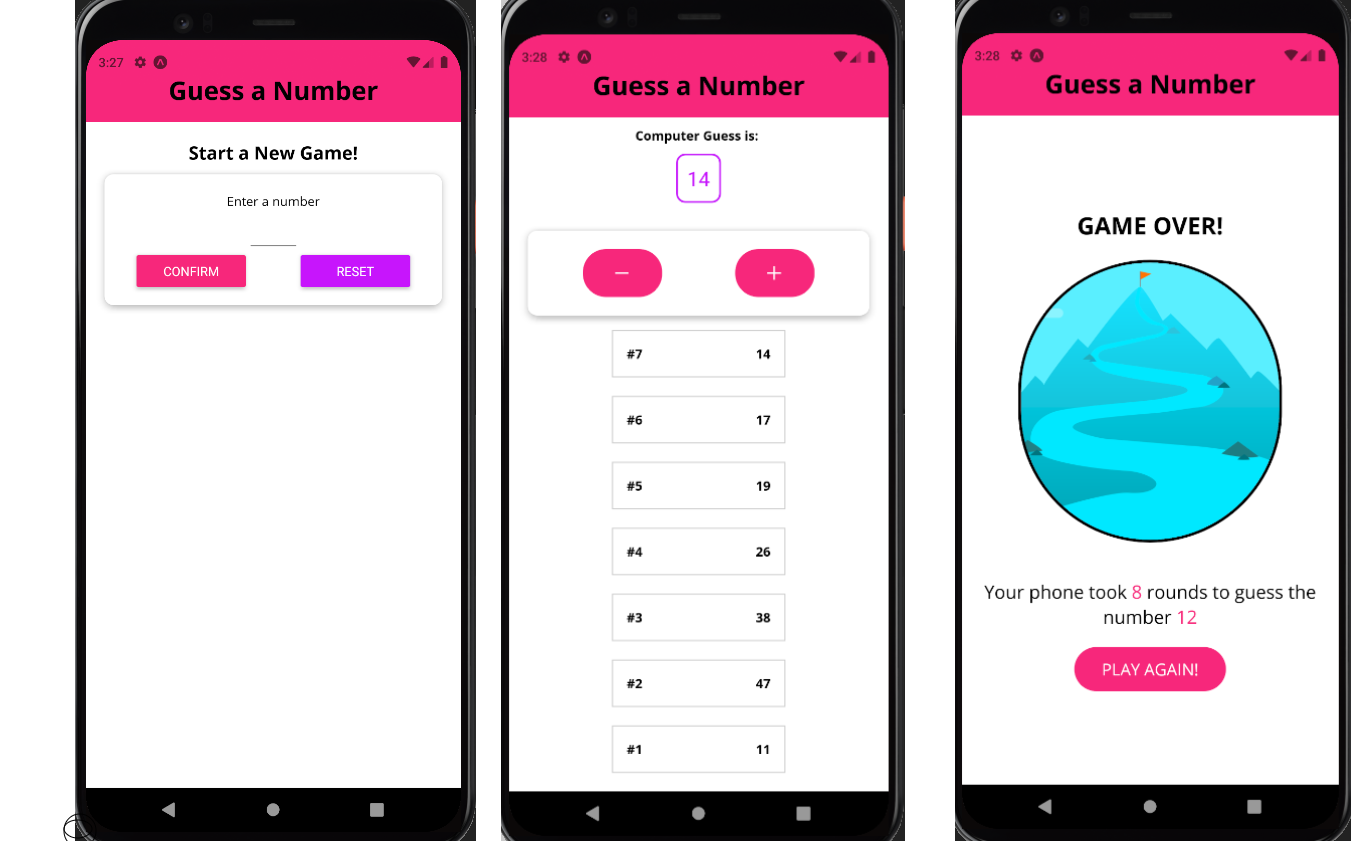 3:27
Guess a Number
Start a New Game!
Enter a number
CONFIRM RESET
3:28
Guess a Number
Computer Guess is:
14
− +
#7 14
#6 17
#5 19
#4 26
#3 38
#2 47
#1 11
3:28
Guess a Number
GAME OVER!
Your phone took 8 rounds to guess the
number 12
PLAY AGAIN!